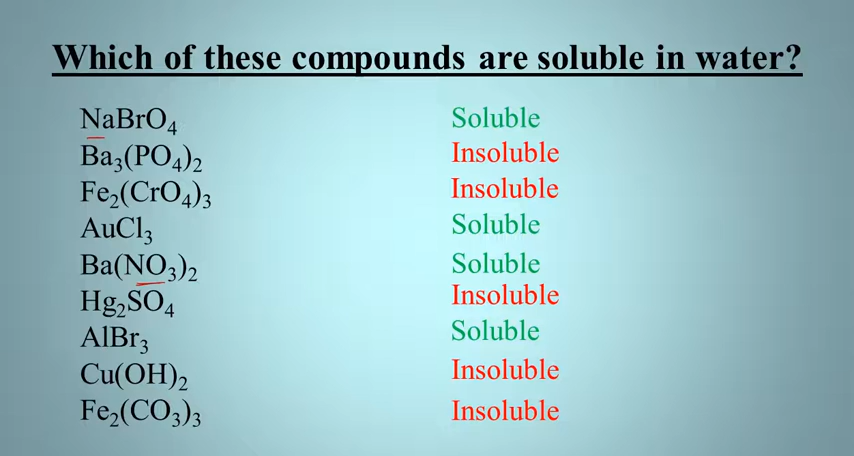 Which of these compounds are soluble in water?
NaBrO₄ Soluble
Ba₃(PO₄)₂ Insoluble
Fe₂(CrO₄)₃ Insoluble
AuCl₃ Soluble
Ba(NO₃)₂ Soluble
Hg₂SO₄ Insoluble
AlBr₃ Soluble
Cu(OH)₂ Insoluble
Fe₂(CO₃)₃ Insoluble